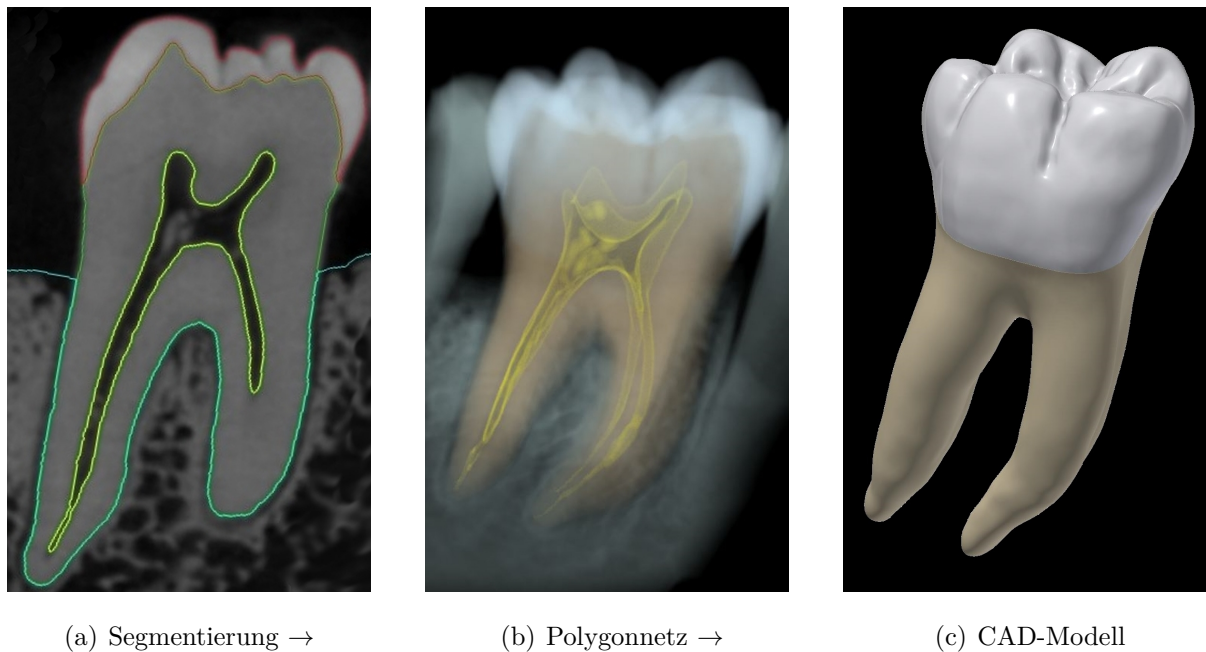 (a) Segmentierung →
(b) Polygonnetz →
(c) CAD-Modell